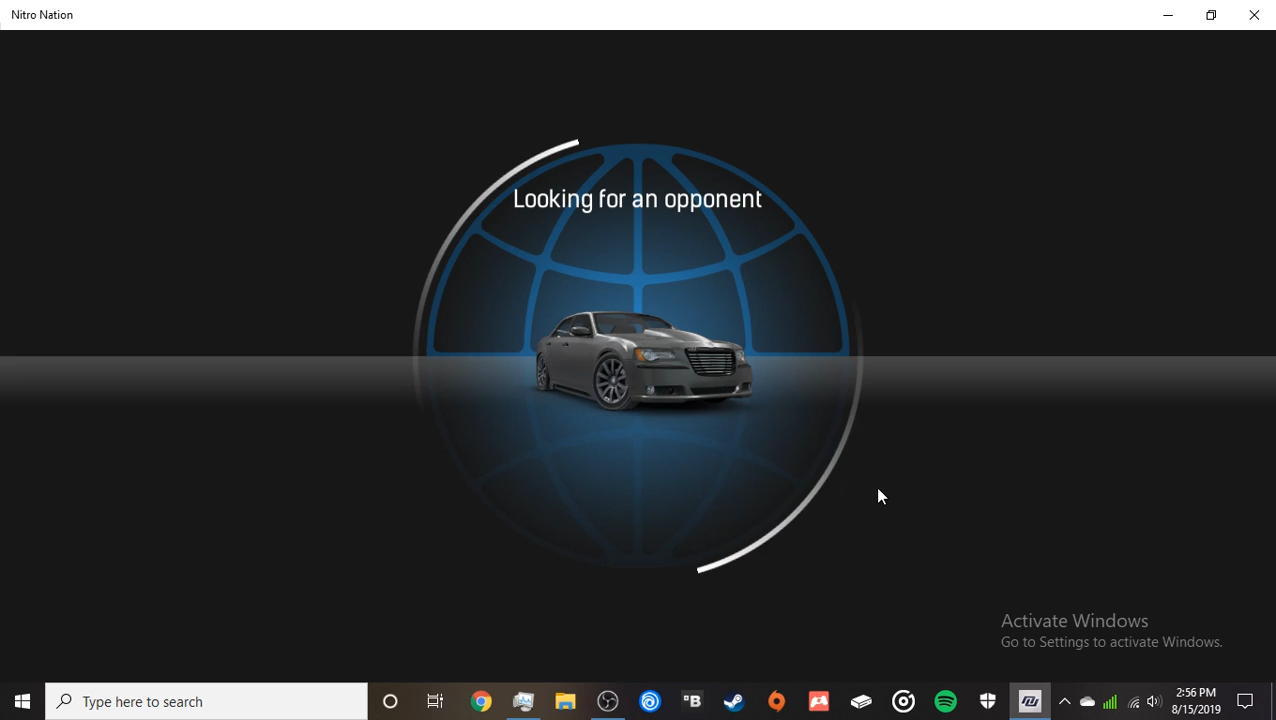 Nitro Nation
Looking for an opponent
Activate Windows
Go to Settings to activate Windows.
Type here to search
B
2:56 PM
8/15/2019